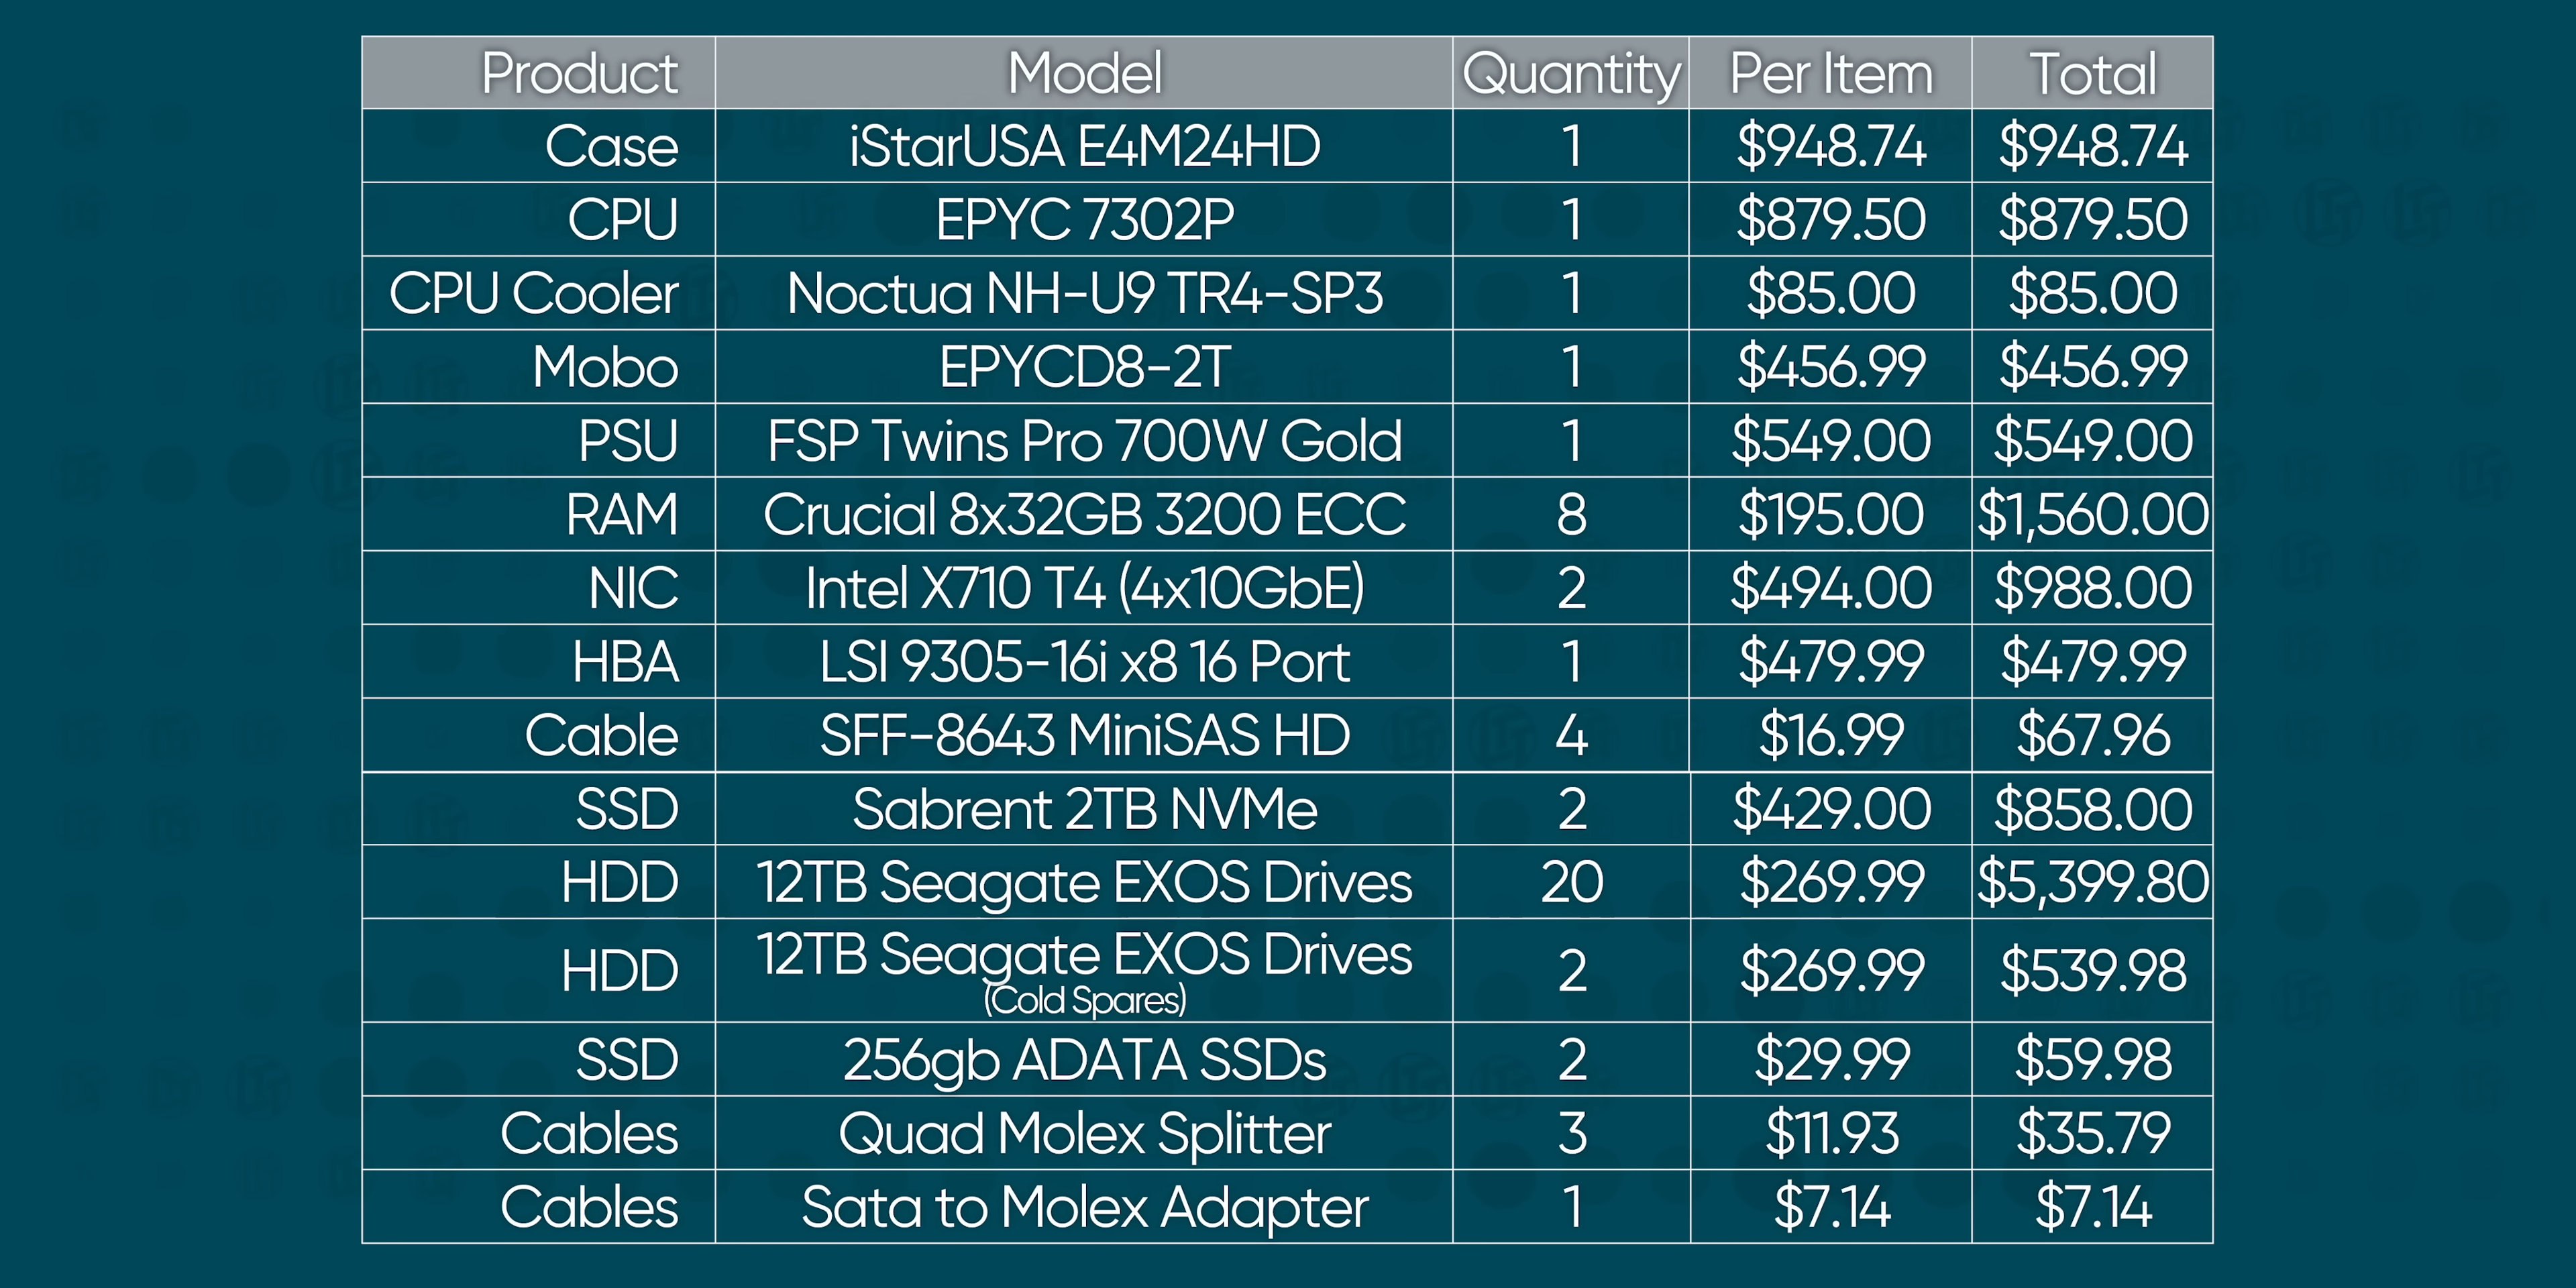 Product Model Quantity Per Item Total
Case iStarUSA E4M24HD 1 $948.74 $948.74
CPU EPYC 7302P 1 $879.50 $879.50
CPU Cooler Noctua NH-U9 TR4-SP3 1 $85.00 $85.00
Mobo EPYCD8-2T 1 $456.99 $456.99
PSU FSP Twins Pro 700W Gold 1 $549.00 $549.00
RAM Crucial 8x32GB 3200 ECC 8 $195.00 $1,560.00
NIC Intel X710 T4 (4x10GbE) 2 $494.00 $988.00
HBA LSI 9305-16i x8 16 Port 1 $479.99 $479.99
Cable SFF-8643 MiniSAS HD 4 $16.99 $67.96
SSD Sabrent 2TB NVMe 2 $429.00 $858.00
HDD 12TB Seagate EXOS Drives 20 $269.99 $5,399.80
HDD 12TB Seagate EXOS Drives 2 $269.99 $539.98
(Cold Spares)
SSD 256gb ADATA SSDs 2 $29.99 $59.98
Cables Quad Molex Splitter 3 $11.93 $35.79
Cables Sata to Molex Adapter 1 $7.14 $7.14